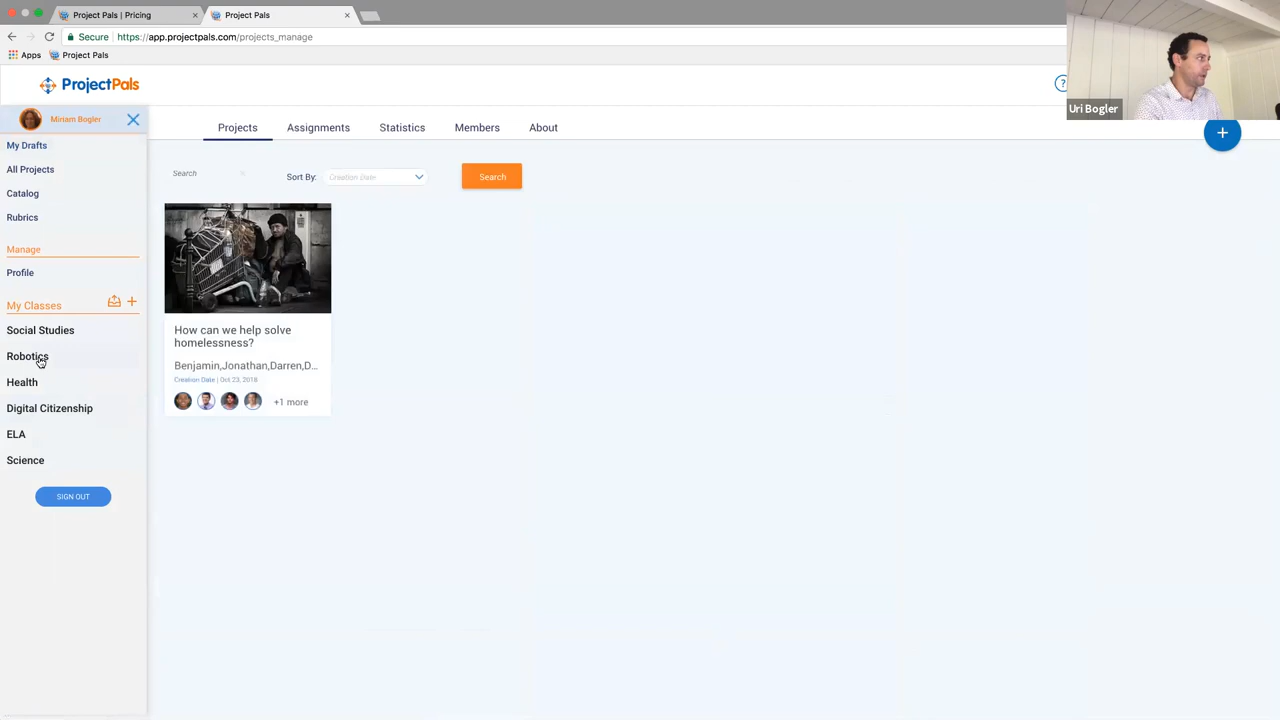 Project Pals | Pricing
Project Pals
Secure
https://app.projectpals.com/projects_manage
Apps
Project Pals
ProjectPals
?
Uri Bogler
Miriam Bogler
My Drafts
All Projects
Catalog
Rubrics
Manage
Profile
My Classes
Social Studies
Robotics
Health
Digital Citizenship
ELA
Science
SIGN OUT
Projects
Assignments
Statistics
Members
About
Search
Sort By:
Creation Date
Search
How can we help solve
homelessness?
Benjamin,Jonathan,Darren,D...
Creation Date | Oct 23, 2018
+1 more